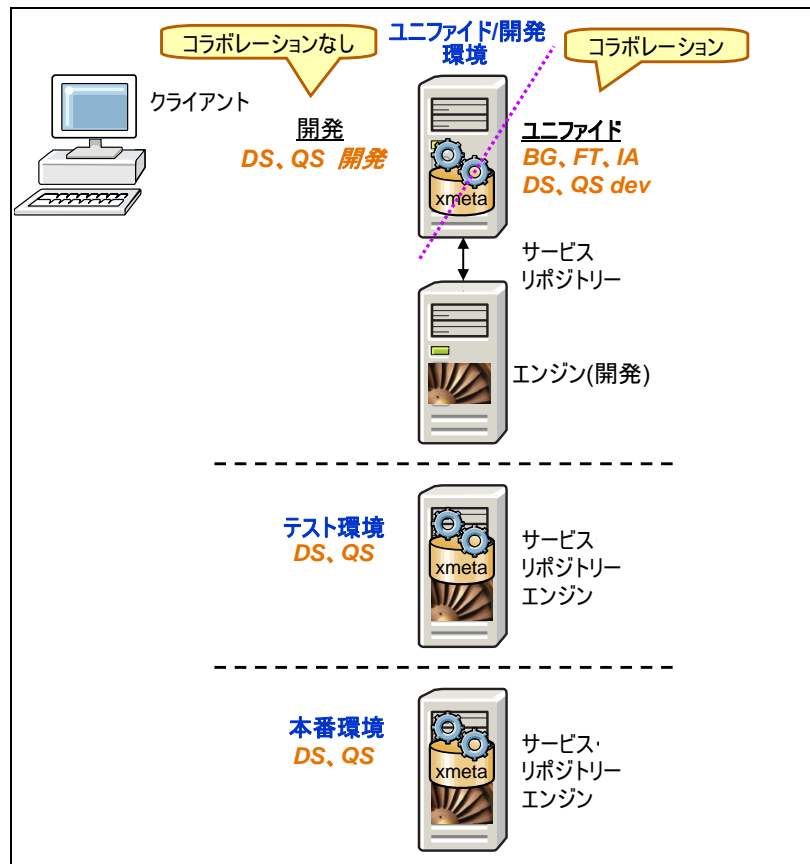 コラボレーションなし
ユニファイド/開発
環境
コラボレーション
クライアント
開発
DS、QS 開発
ユニファイド
BG、FT、IA
DS、QS dev
xmeta
サービス
リポジトリー
エンジン(開発)
テスト環境
DS、QS
xmeta
サービス
リポジトリー
エンジン
本番環境
DS、QS
xmeta
サービス·
リポジトリー
エンジン